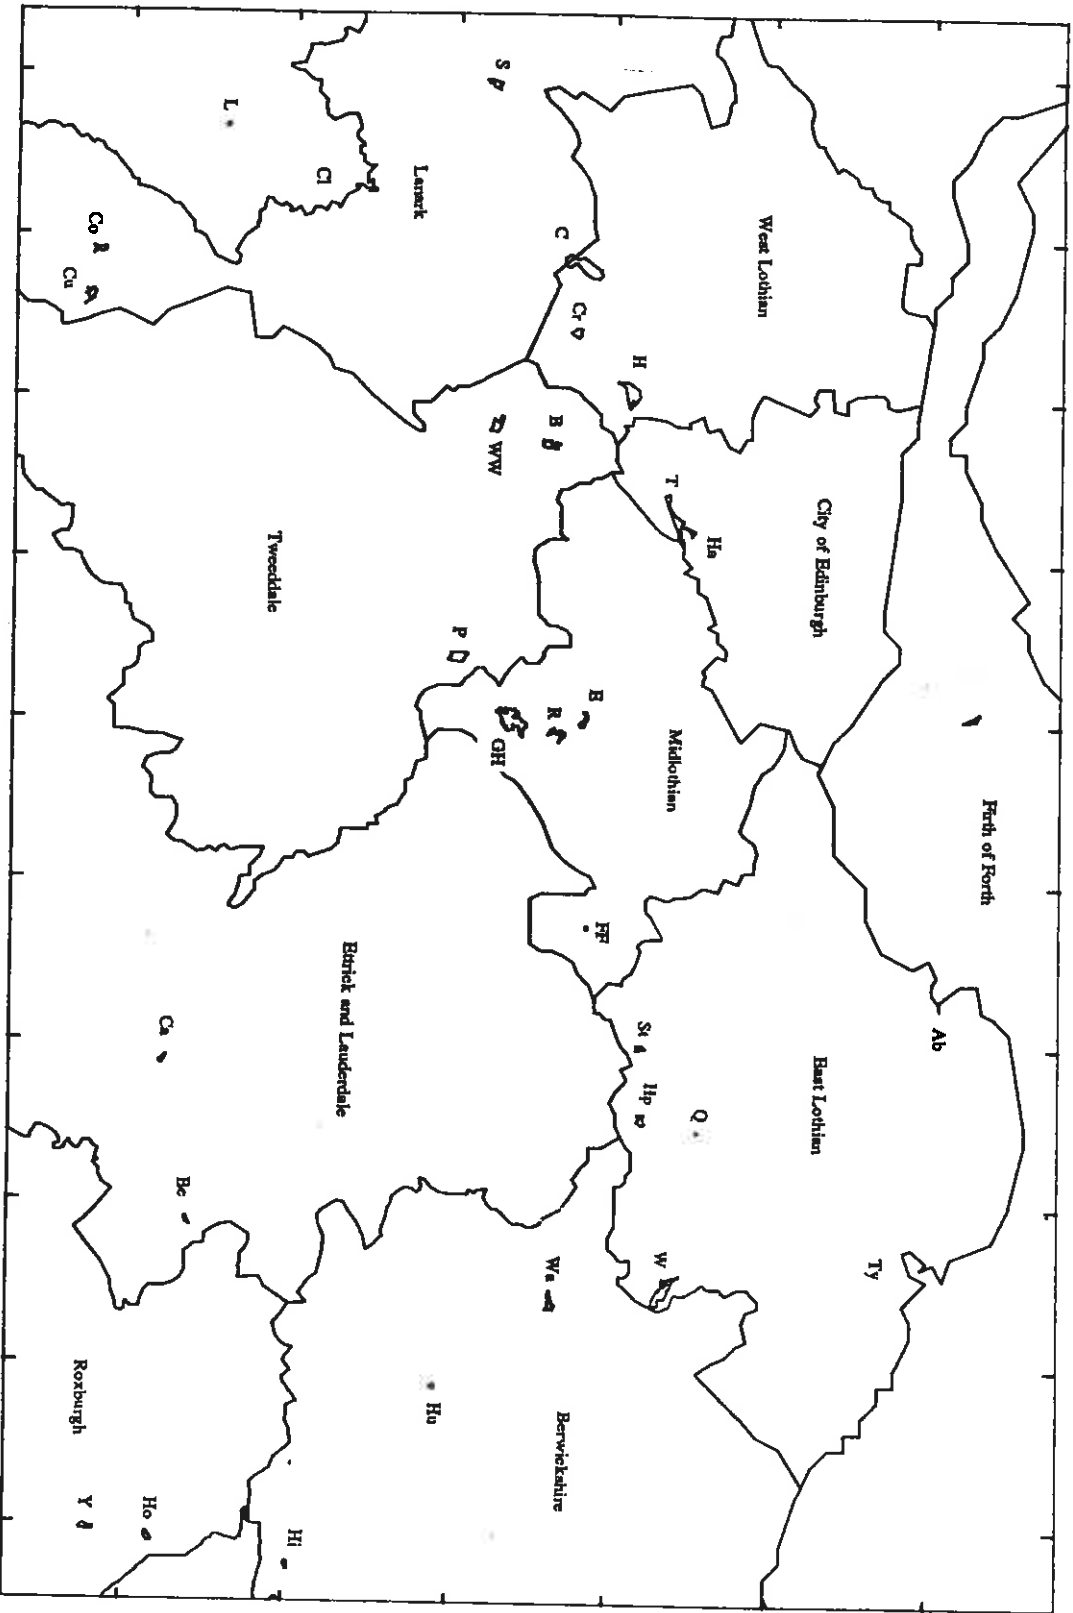 Firth of Forth
Ab
Ty
City of Edinburgh
East Lothian
West Lothian
Ha
Q
T
Midlothian
W
H
St
Hp
E
FF
Cr
C
B
R
Wa
Berwickshire
S
WW
GH
P
Hu
Lanark
Ettrick and Lauderdale
Cl
Hi
Tweeddale
L
Be
Ca
Ho
Co
Y
Cu
Roxburgh